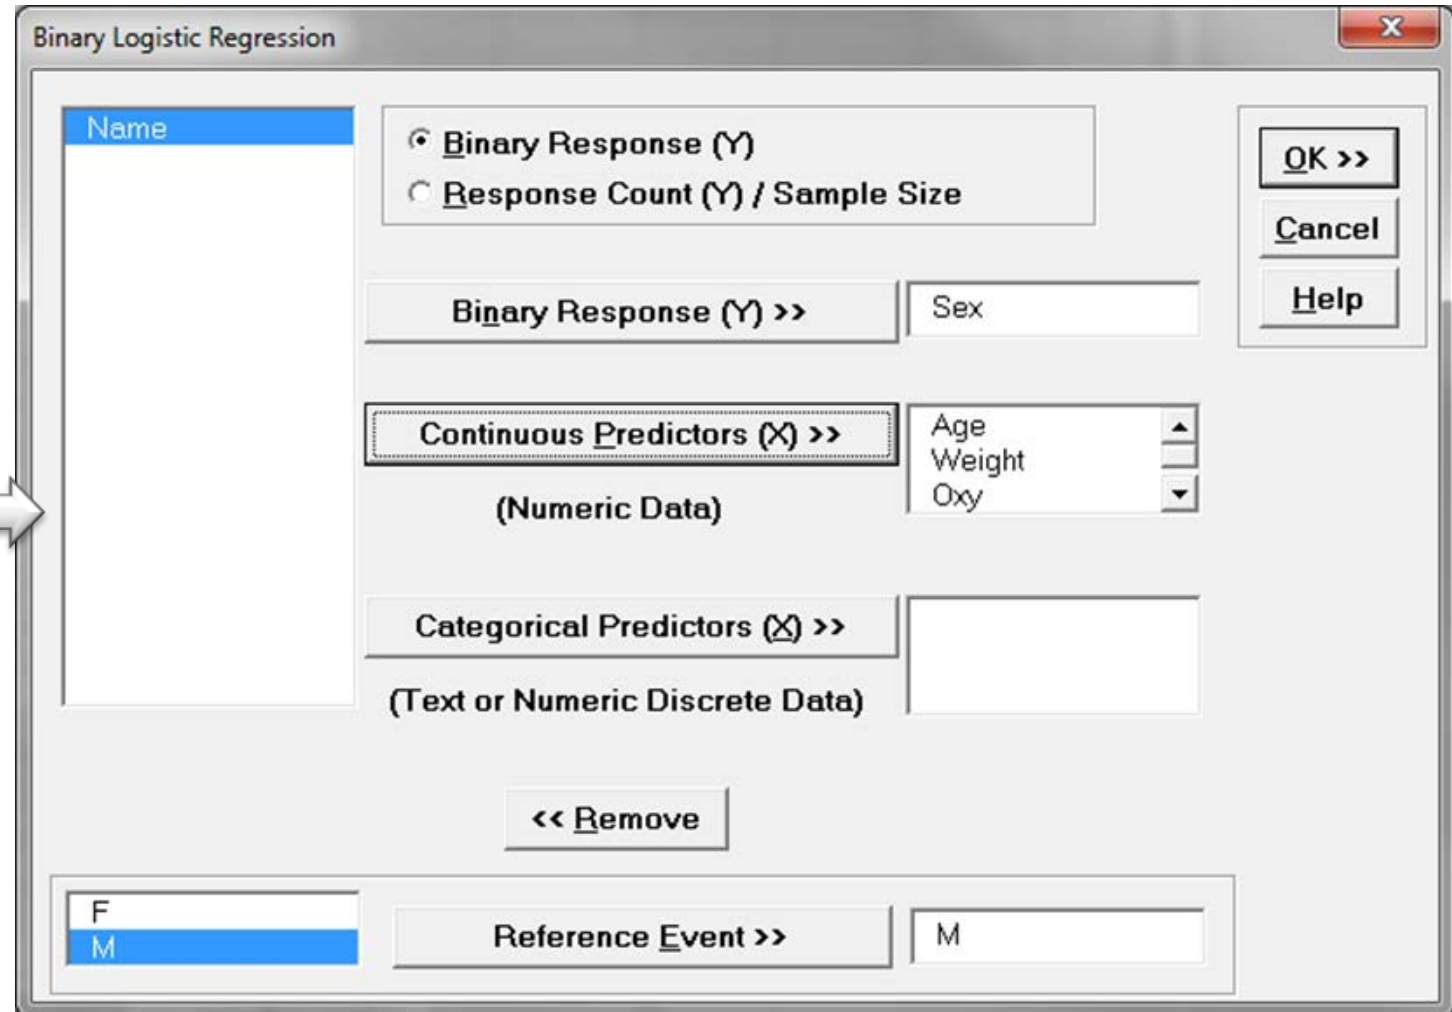 Binary Logistic Regression
Name
Binary Response (Y)
Response Count (Y) / Sample Size
OK >>
Cancel
Help
Binary Response (Y) >>
Sex
Continuous Predictors (X) >>
(Numeric Data)
Age
Weight
Oxy
Categorical Predictors (X) >>
(Text or Numeric Discrete Data)
<< Remove
F
M
Reference Event >>
M